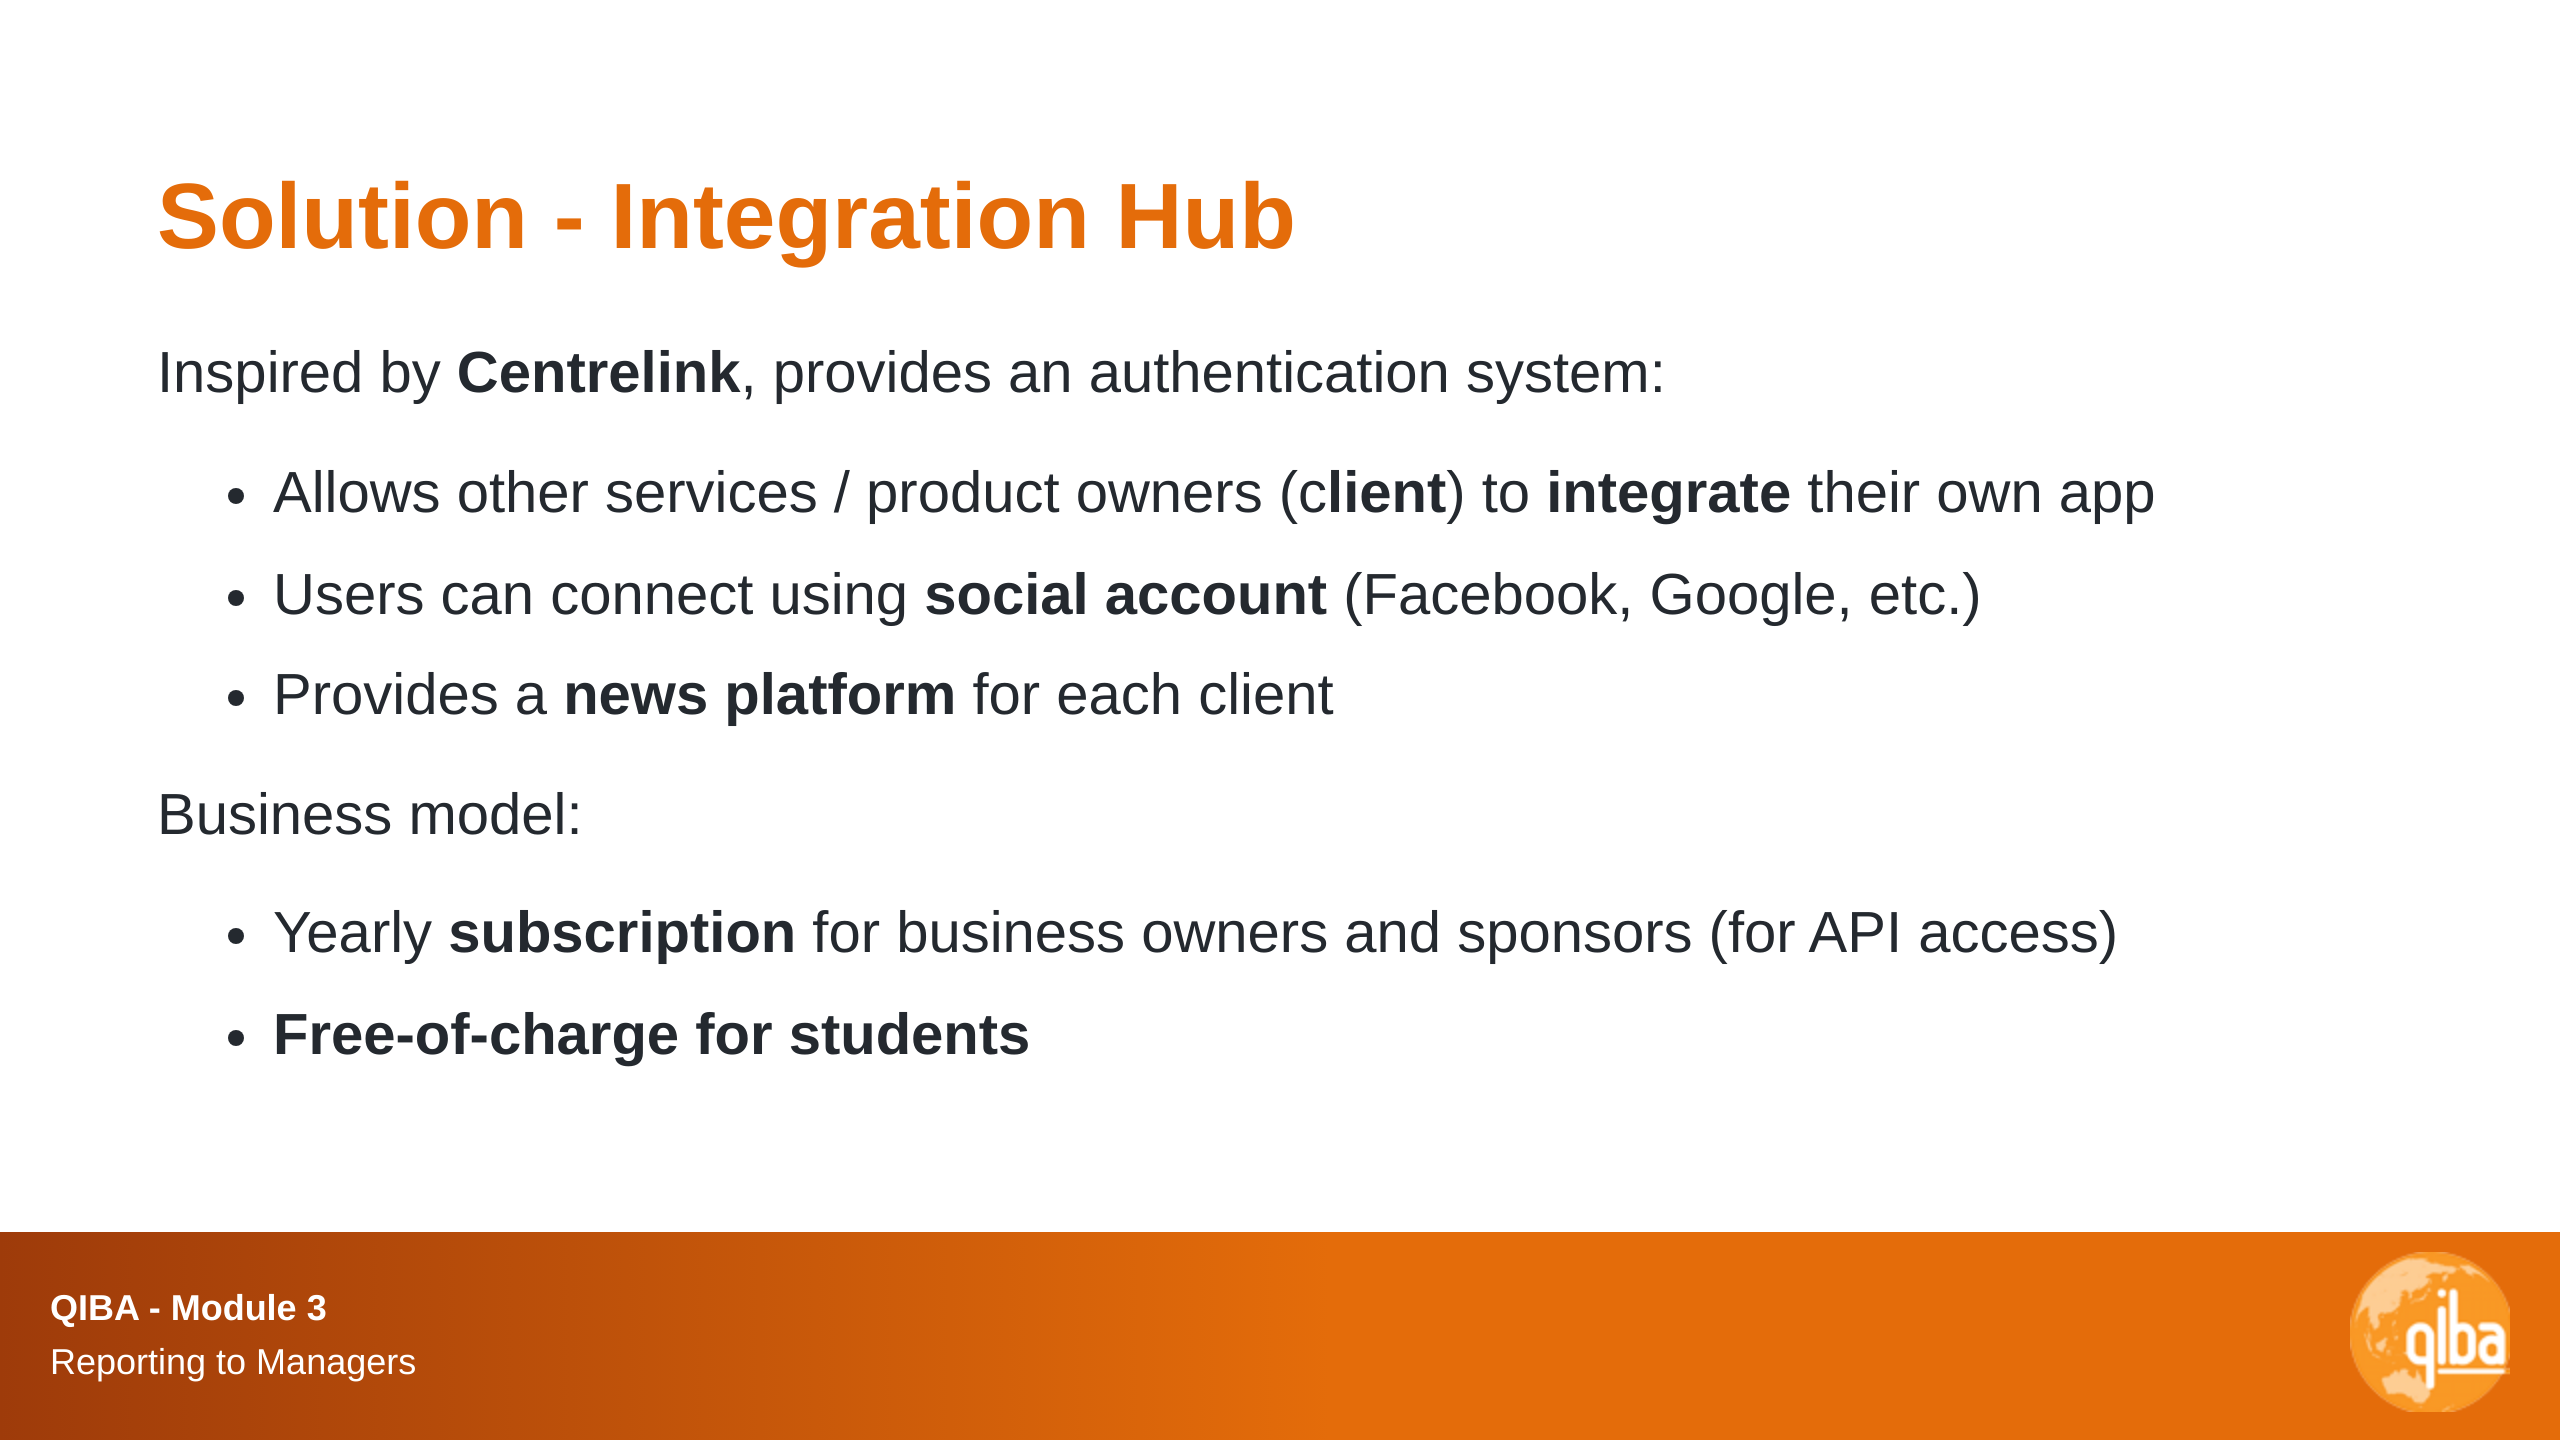 Solution - Integration Hub
Inspired by Centrelink, provides an authentication system:
• Allows other services / product owners (client) to integrate their own app
• Users can connect using social account (Facebook, Google, etc.)
• Provides a news platform for each client
Business model:
• Yearly subscription for business owners and sponsors (for API access)
• Free-of-charge for students
QIBA - Module 3
Reporting to Managers
qiba